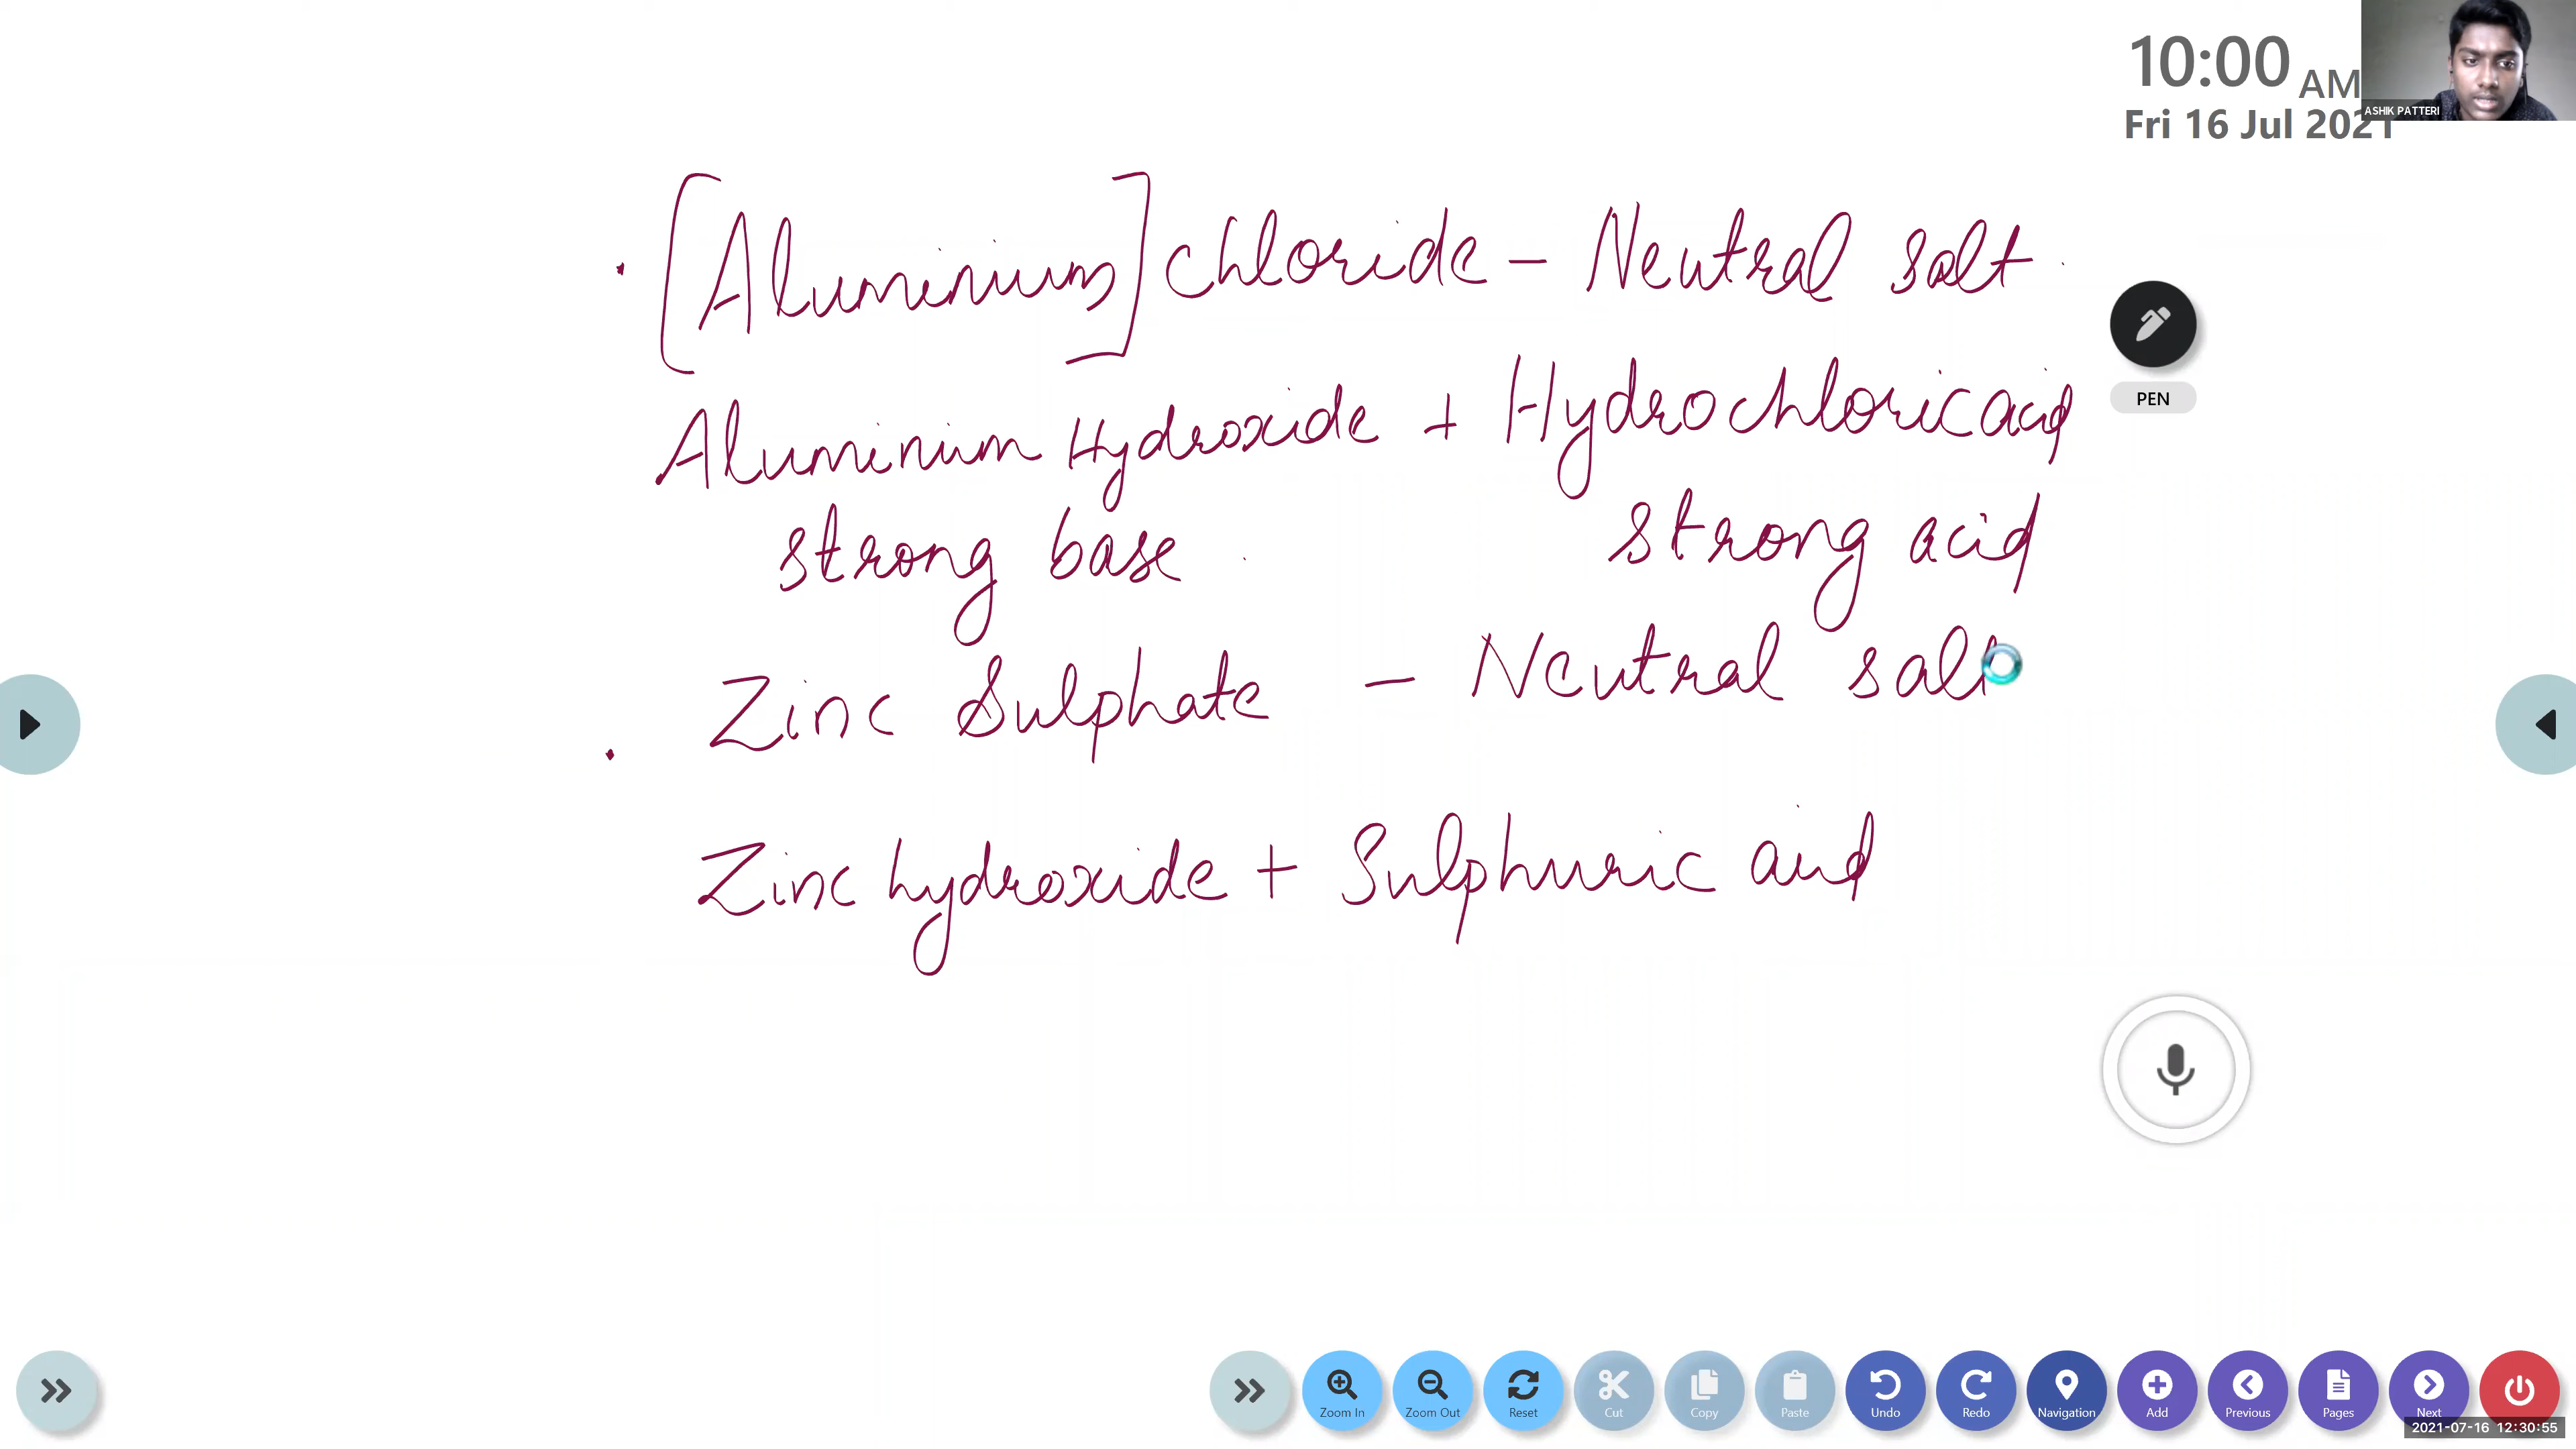 10:00 AM
Fri 16 Jul 2021
ASHIK PATTERI
[Aluminium] chloride - Neutral salt
PEN
Aluminium Hydroxide + Hydrochloric acid
strong base strong acid
Zinc Sulphate - Neutral salt
Zinc hydroxide + Sulphuric acid
Zoom In Zoom Out Reset Cut Copy Paste Undo Redo Navigation Add Previous Pages Next
2021-07-16 12:30:55